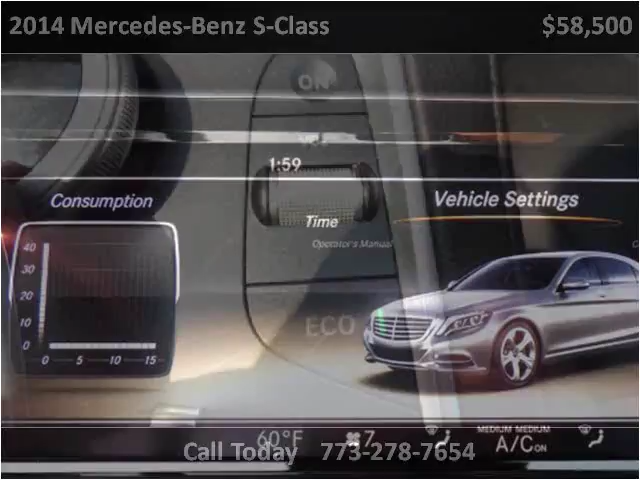 2014 Mercedes-Benz S-Class $58,500
ON
1:59
Consumption
Vehicle Settings
Time
Operator's Manual
40
30
20
10
0
0 5 10 15
ECO
60°F 7 MEDIUM MEDIUM
A/C ON
Call Today 773-278-7654